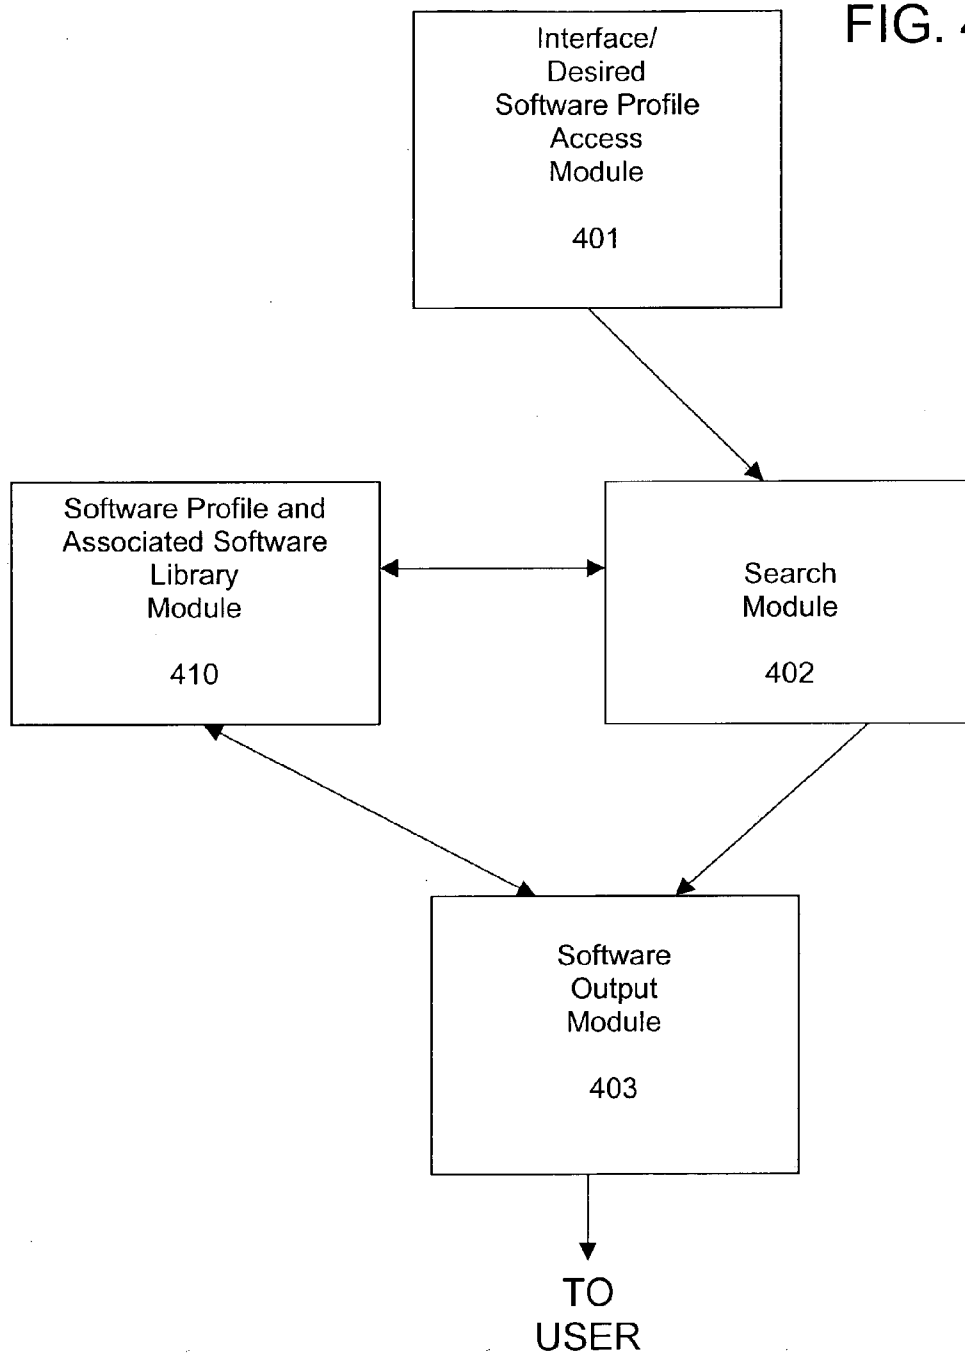 FIG. 4
Interface/
Desired
Software Profile
Access
Module
401
Software Profile and
Associated Software
Library
Module
410
Search
Module
402
Software
Output
Module
403
TO
USER